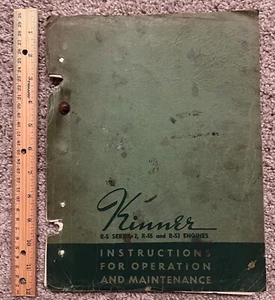 Kinner
R-5 SERIES 2, R-55 and R-53 ENGINES
INSTRUCTIONS
FOR OPERATION
AND MAINTENANCE